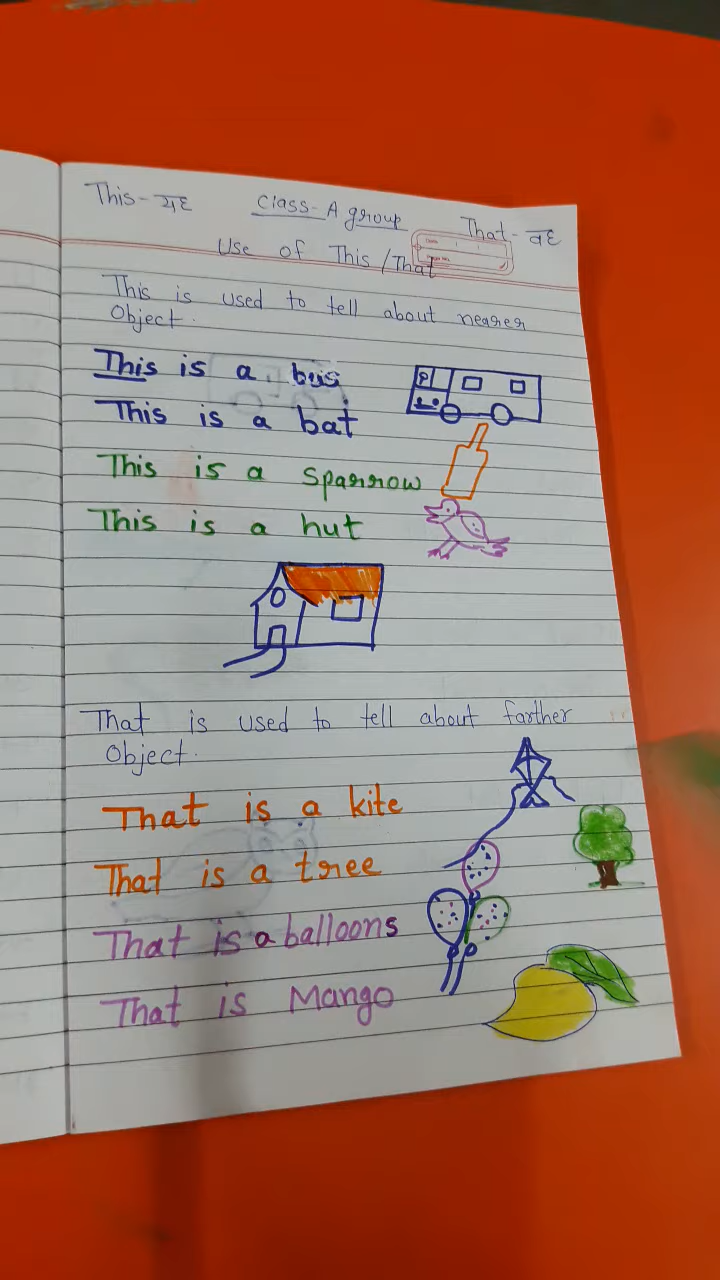 This - यह Class - A group That - वह
Use of This / That
This is used to tell about nearer
Object.
This is a bus
This is a bat
This is a sparrow
This is a hut
That is used to tell about farther
Object.
That is a kite
That is a tree
That is a balloons
That is Mango